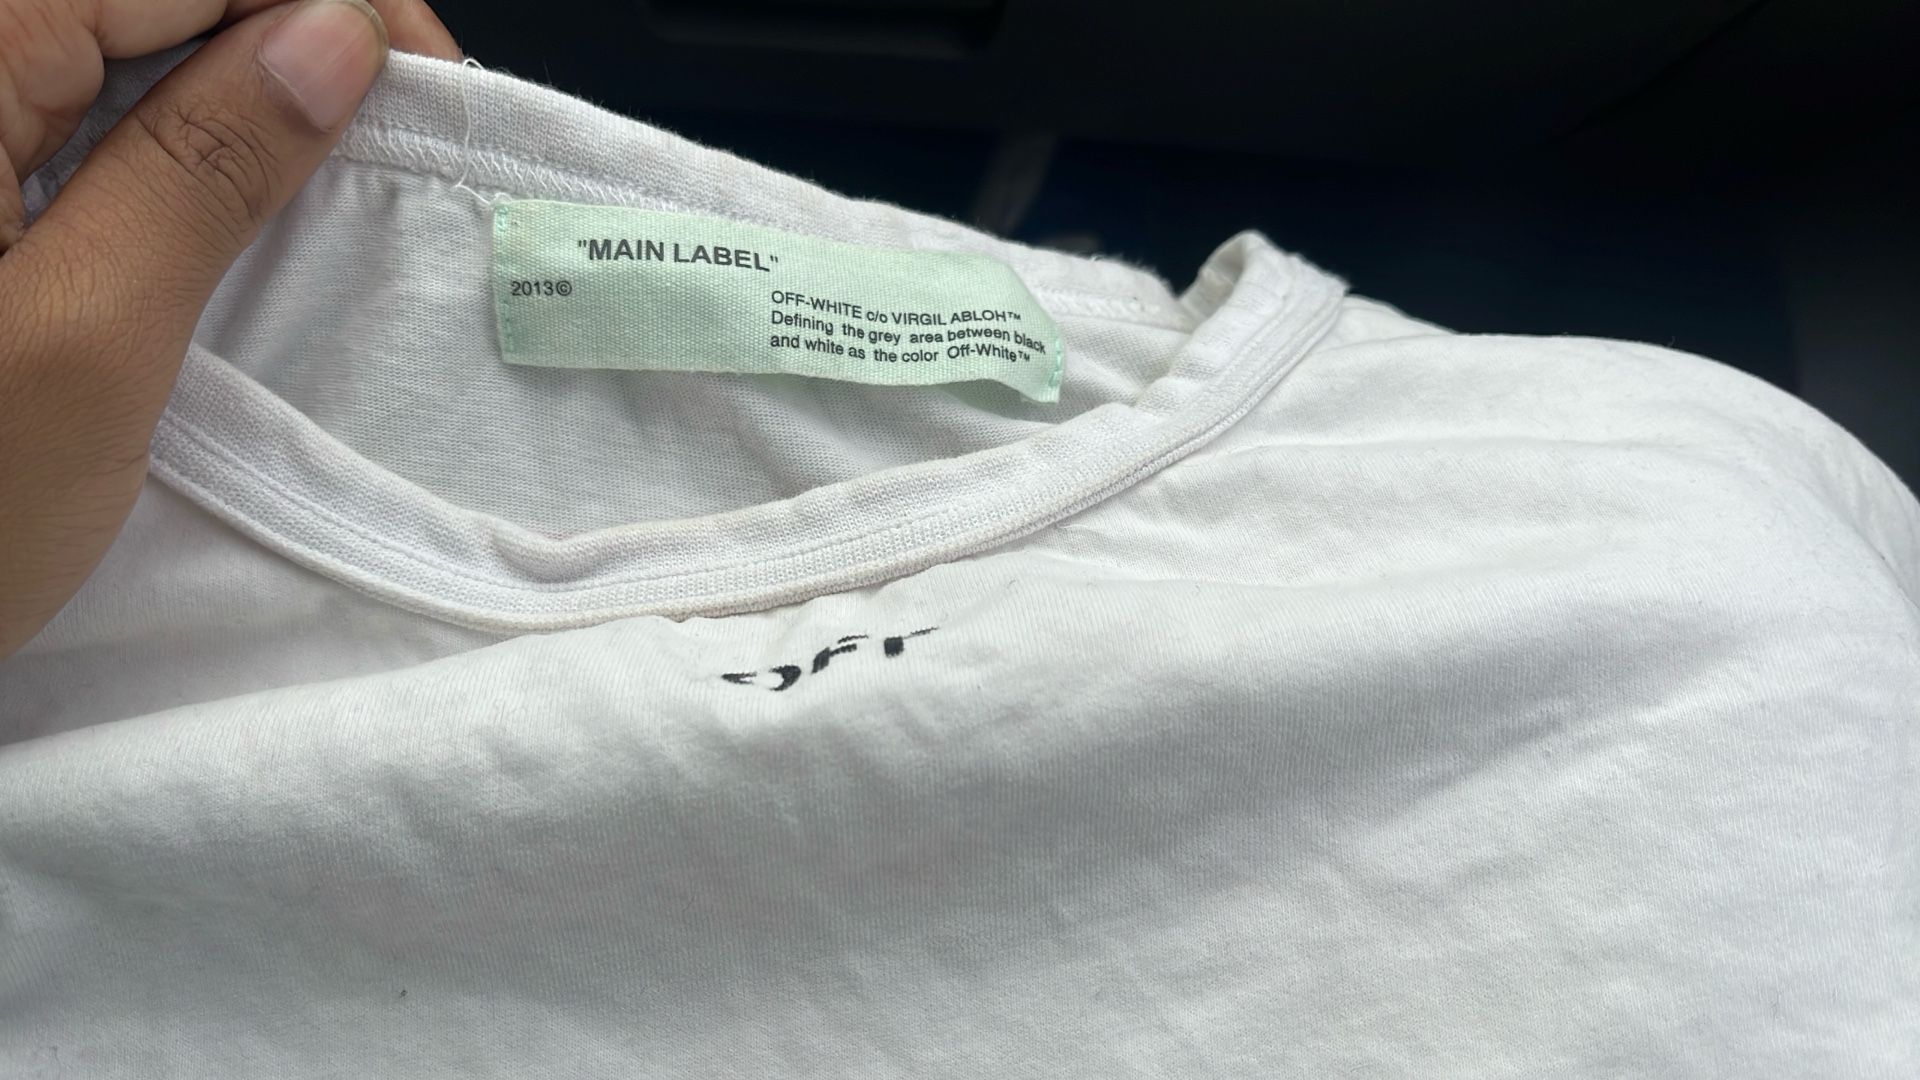 "MAIN LABEL"
2013©
OFF-WHITE c/o VIRGIL ABLOH™
Defining the grey area between black
and white as the color Off-White™
OFF